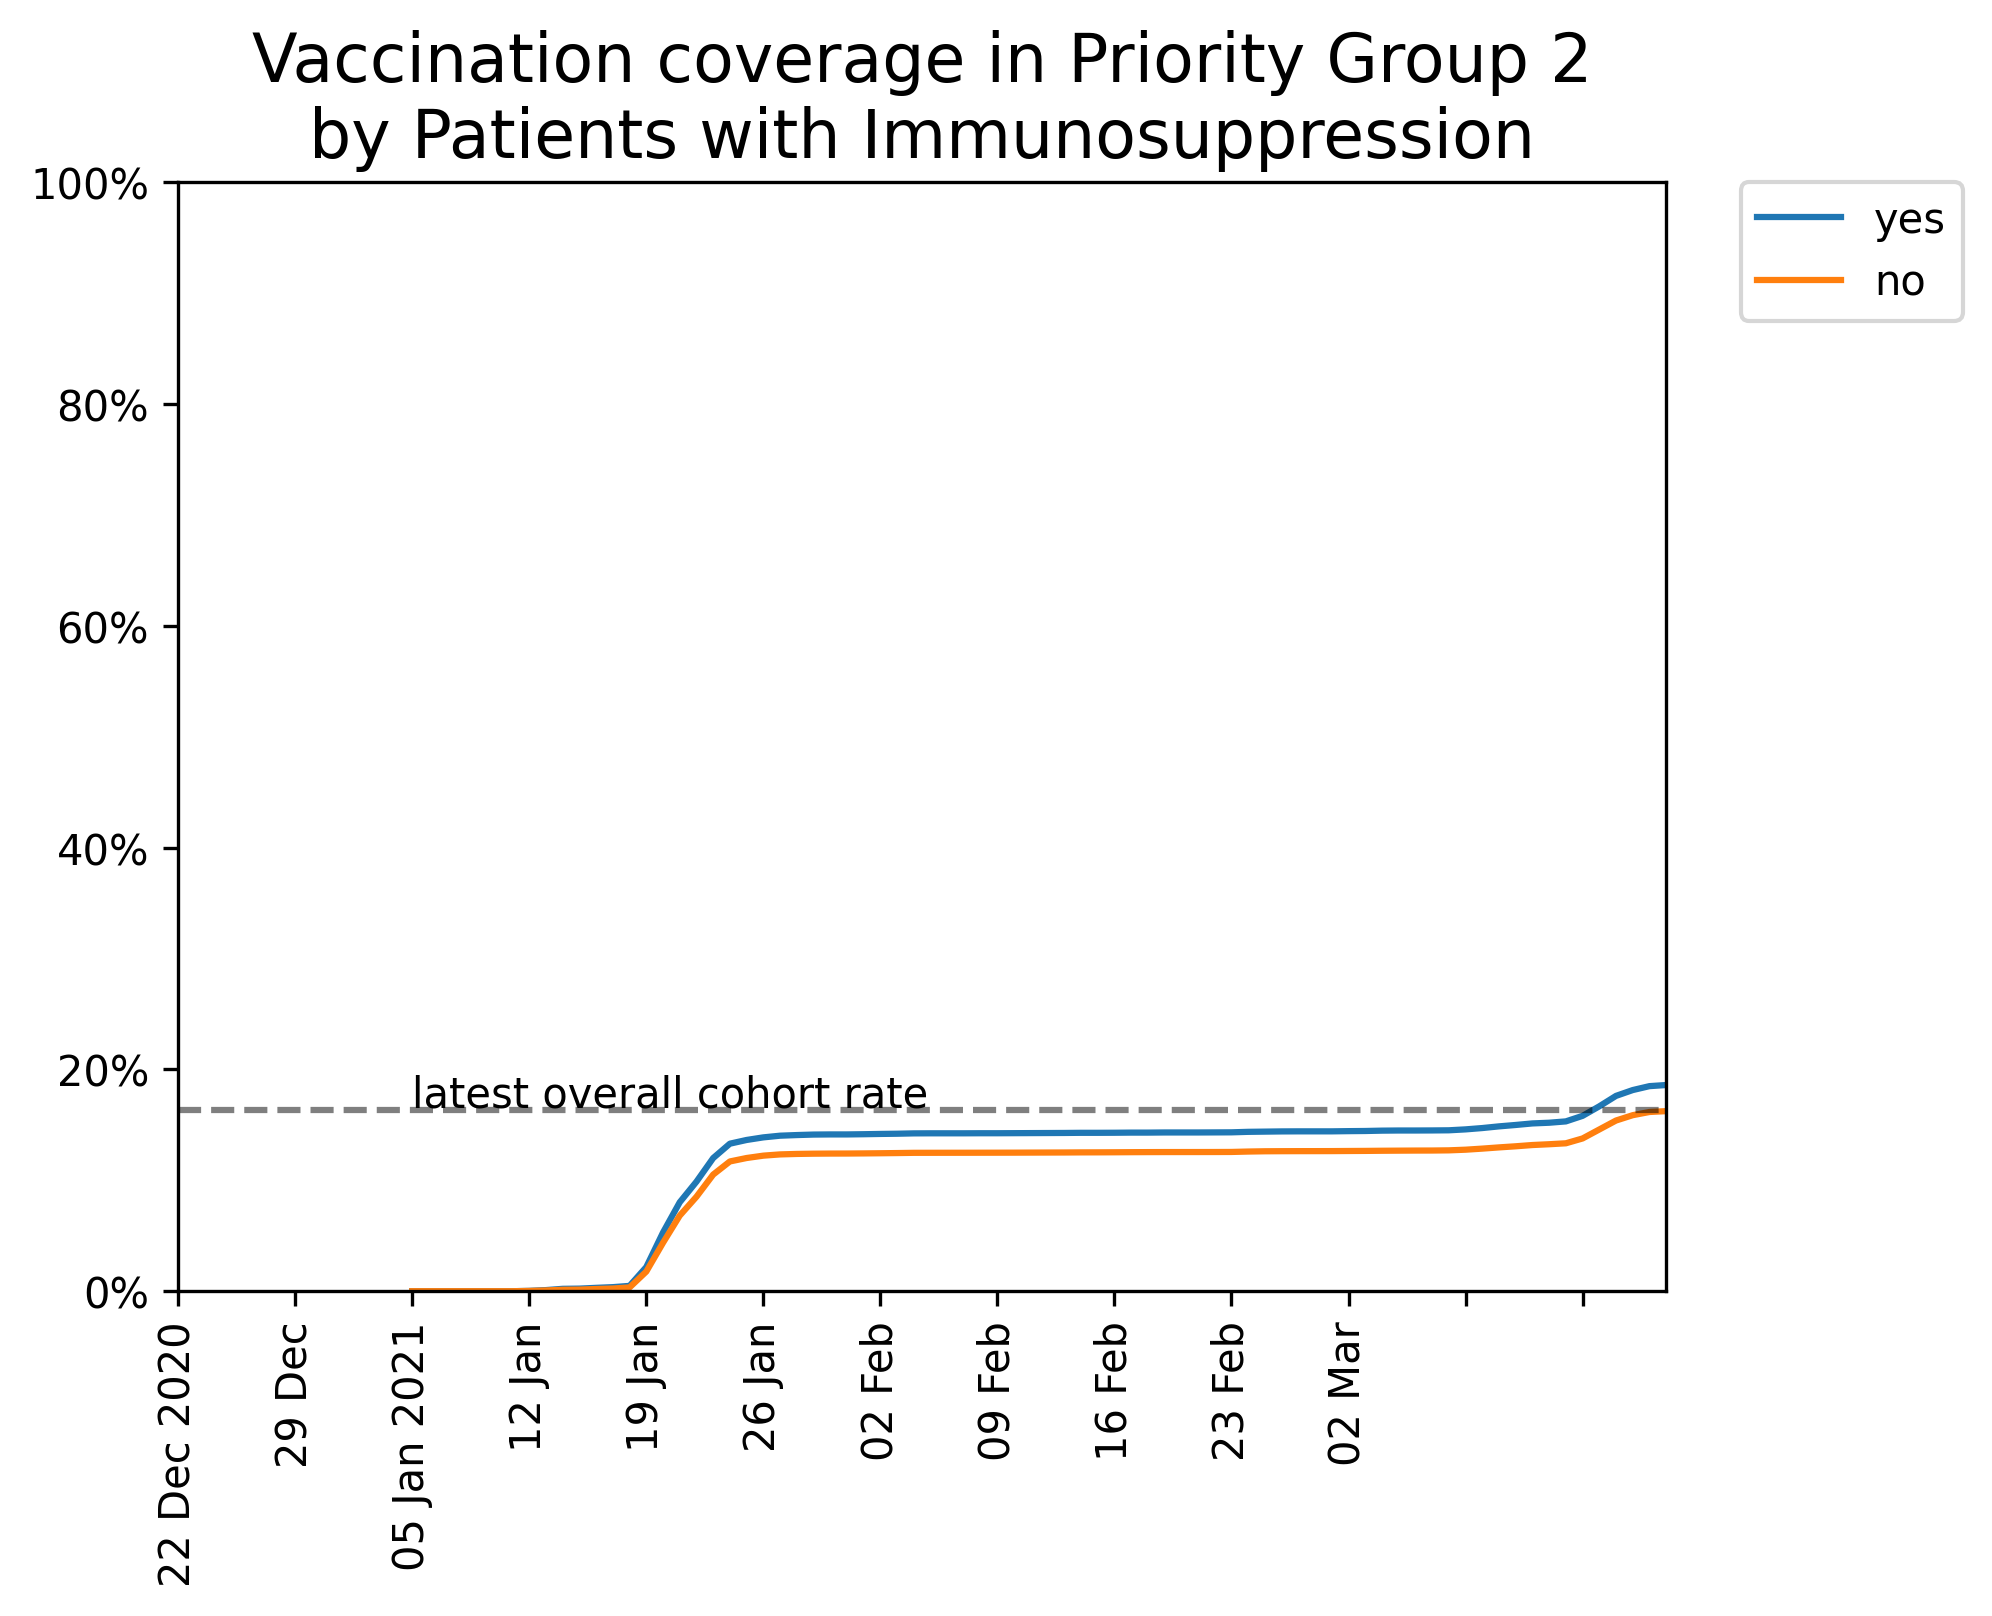 Vaccination coverage in Priority Group 2
by Patients with Immunosuppression
100%
80%
60%
40%
20%
0%
latest overall cohort rate
yes
no
22 Dec 2020
29 Dec
05 Jan 2021
12 Jan
19 Jan
26 Jan
02 Feb
09 Feb
16 Feb
23 Feb
02 Mar